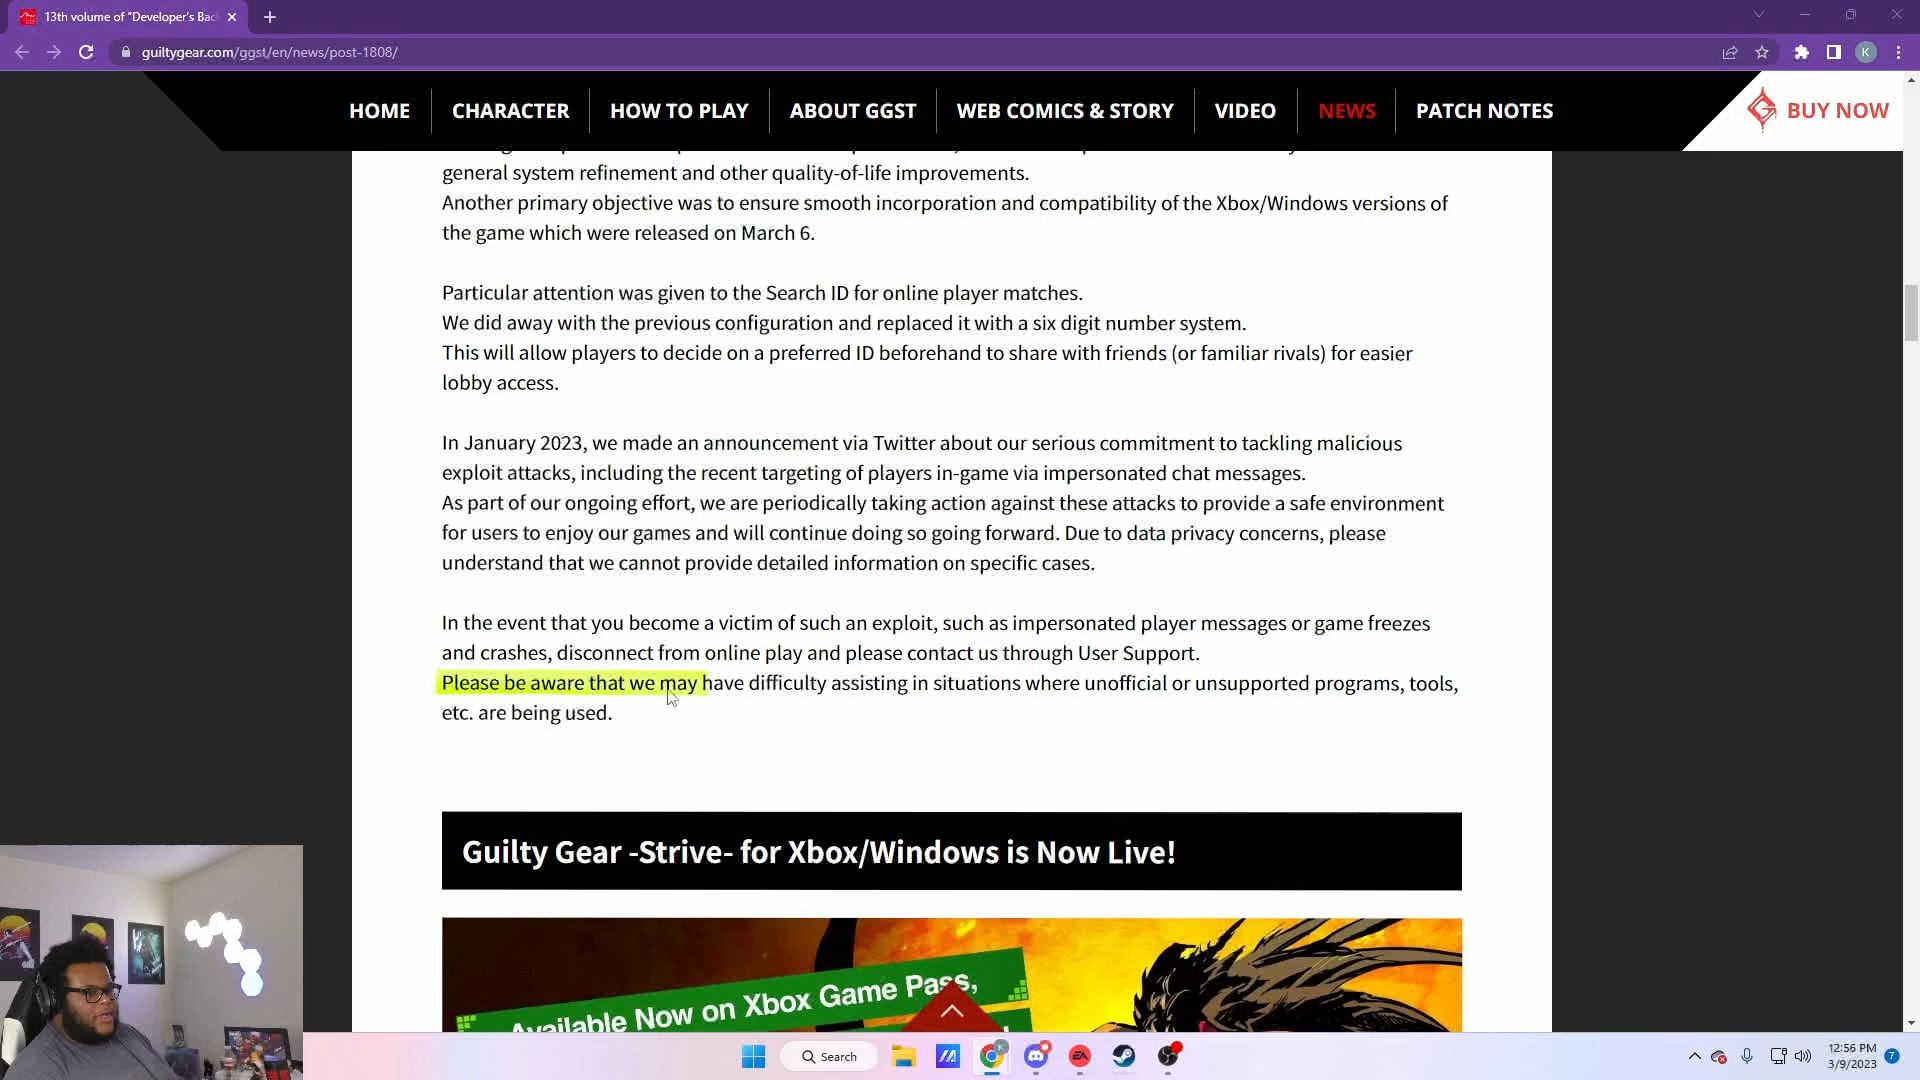 13th volume of "Developer's Bac
guiltygear.com/ggst/en/news/post-1808/
K
HOME
CHARACTER
HOW TO PLAY
ABOUT GGST
WEB COMICS & STORY
VIDEO
NEWS
PATCH NOTES
BUY NOW
general system refinement and other quality-of-life improvements.
Another primary objective was to ensure smooth incorporation and compatibility of the Xbox/Windows versions of
the game which were released on March 6.
Particular attention was given to the Search ID for online player matches.
We did away with the previous configuration and replaced it with a six digit number system.
This will allow players to decide on a preferred ID beforehand to share with friends (or familiar rivals) for easier
lobby access.
In January 2023, we made an announcement via Twitter about our serious commitment to tackling malicious
exploit attacks, including the recent targeting of players in-game via impersonated chat messages.
As part of our ongoing effort, we are periodically taking action against these attacks to provide a safe environment
for users to enjoy our games and will continue doing so going forward. Due to data privacy concerns, please
understand that we cannot provide detailed information on specific cases.
In the event that you become a victim of such an exploit, such as impersonated player messages or game freezes
and crashes, disconnect from online play and please contact us through User Support.
Please be aware that we may have difficulty assisting in situations where unofficial or unsupported programs, tools,
etc. are being used.
Guilty Gear -Strive- for Xbox/Windows is Now Live!
Available Now on Xbox Game Pass,
Search
K
EA
12:56 PM
3/9/2023
7